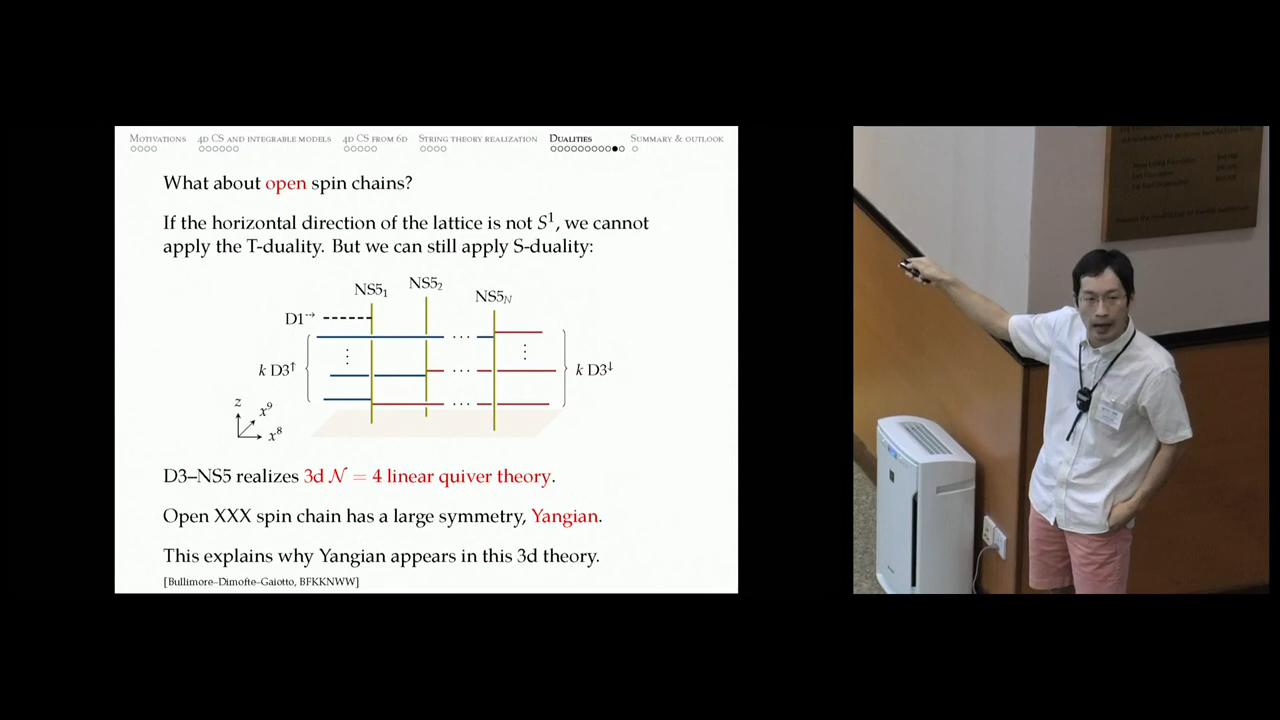 MOTIVATIONS 4D CS AND INTEGRABLE MODELS 4D CS FROM 6D STRING THEORY REALIZATION DUALITIES SUMMARY & OUTLOOK
What about open spin chains?
If the horizontal direction of the lattice is not S¹, we cannot
apply the T-duality. But we can still apply S-duality:
NS5₁ NS5₂ NS5_N
D1→
k D3↑ k D3↓
z
x⁹
x⁸
D3–NS5 realizes 3d 𝒩 = 4 linear quiver theory.
Open XXX spin chain has a large symmetry, Yangian.
This explains why Yangian appears in this 3d theory.
[Bullimore–Dimofte–Gaiotto, BFKKNWW]